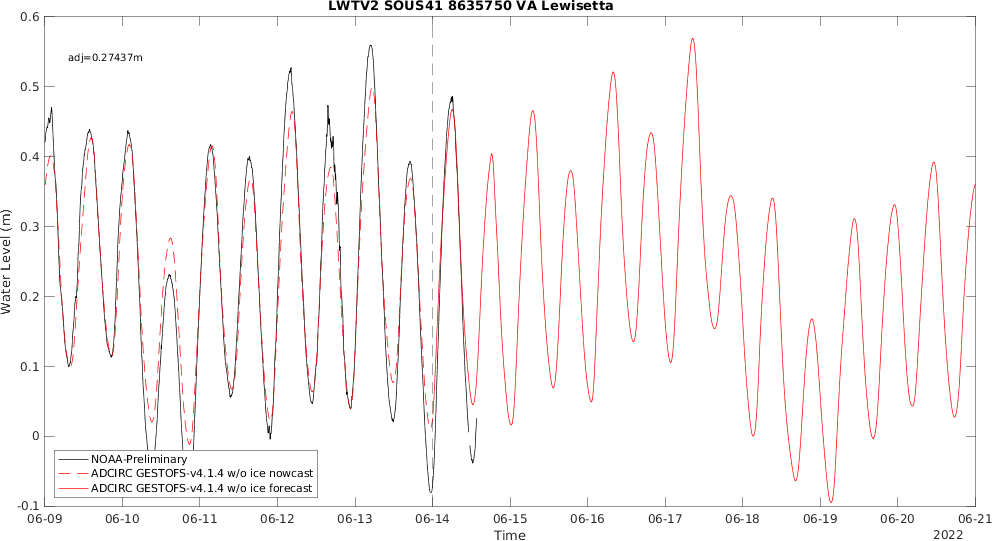 LWTV2 SOUS41 8635750 VA Lewisetta
0.6
0.5
0.4
0.3
0.2
0.1
0
-0.1
Water Level (m)
adj=0.27437m
NOAA-Preliminary
ADCIRC GESTOFS-v4.1.4 w/o ice nowcast
ADCIRC GESTOFS-v4.1.4 w/o ice forecast
06-09 06-10 06-11 06-12 06-13 06-14 06-15 06-16 06-17 06-18 06-19 06-20 06-21
Time
2022